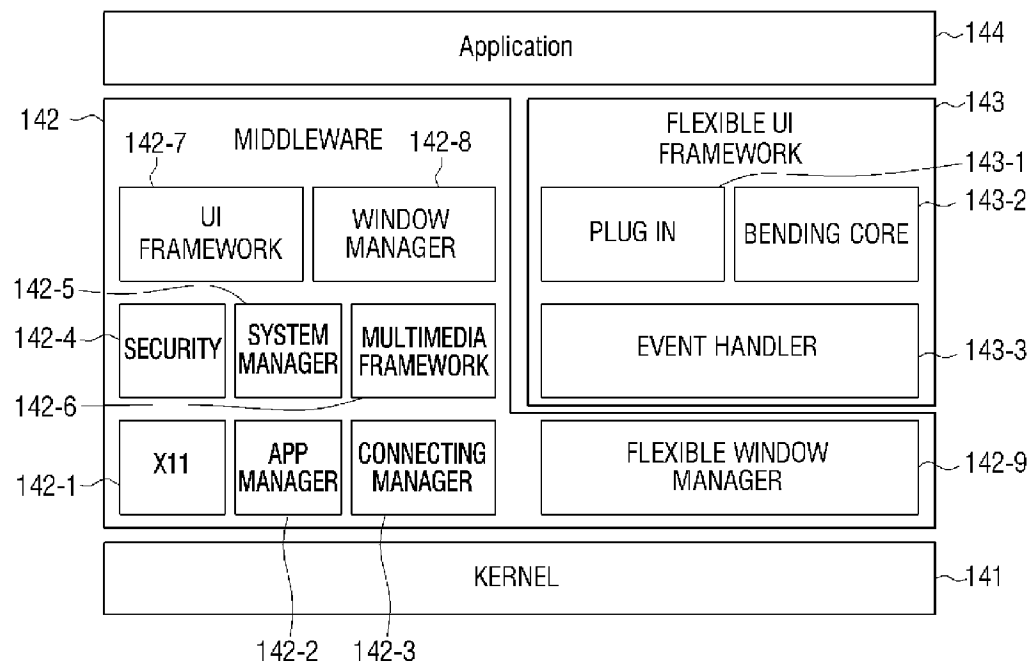 Application
144
142
MIDDLEWARE
142-7
142-8
UI
FRAMEWORK
WINDOW
MANAGER
FLEXIBLE UI
FRAMEWORK
143
143-1
143-2
PLUG IN
BENDING CORE
142-5
142-4
SECURITY
SYSTEM
MANAGER
MULTIMEDIA
FRAMEWORK
EVENT HANDLER
143-3
142-6
142-1
X11
APP
MANAGER
CONNECTING
MANAGER
FLEXIBLE WINDOW
MANAGER
142-9
KERNEL
141
142-2
142-3